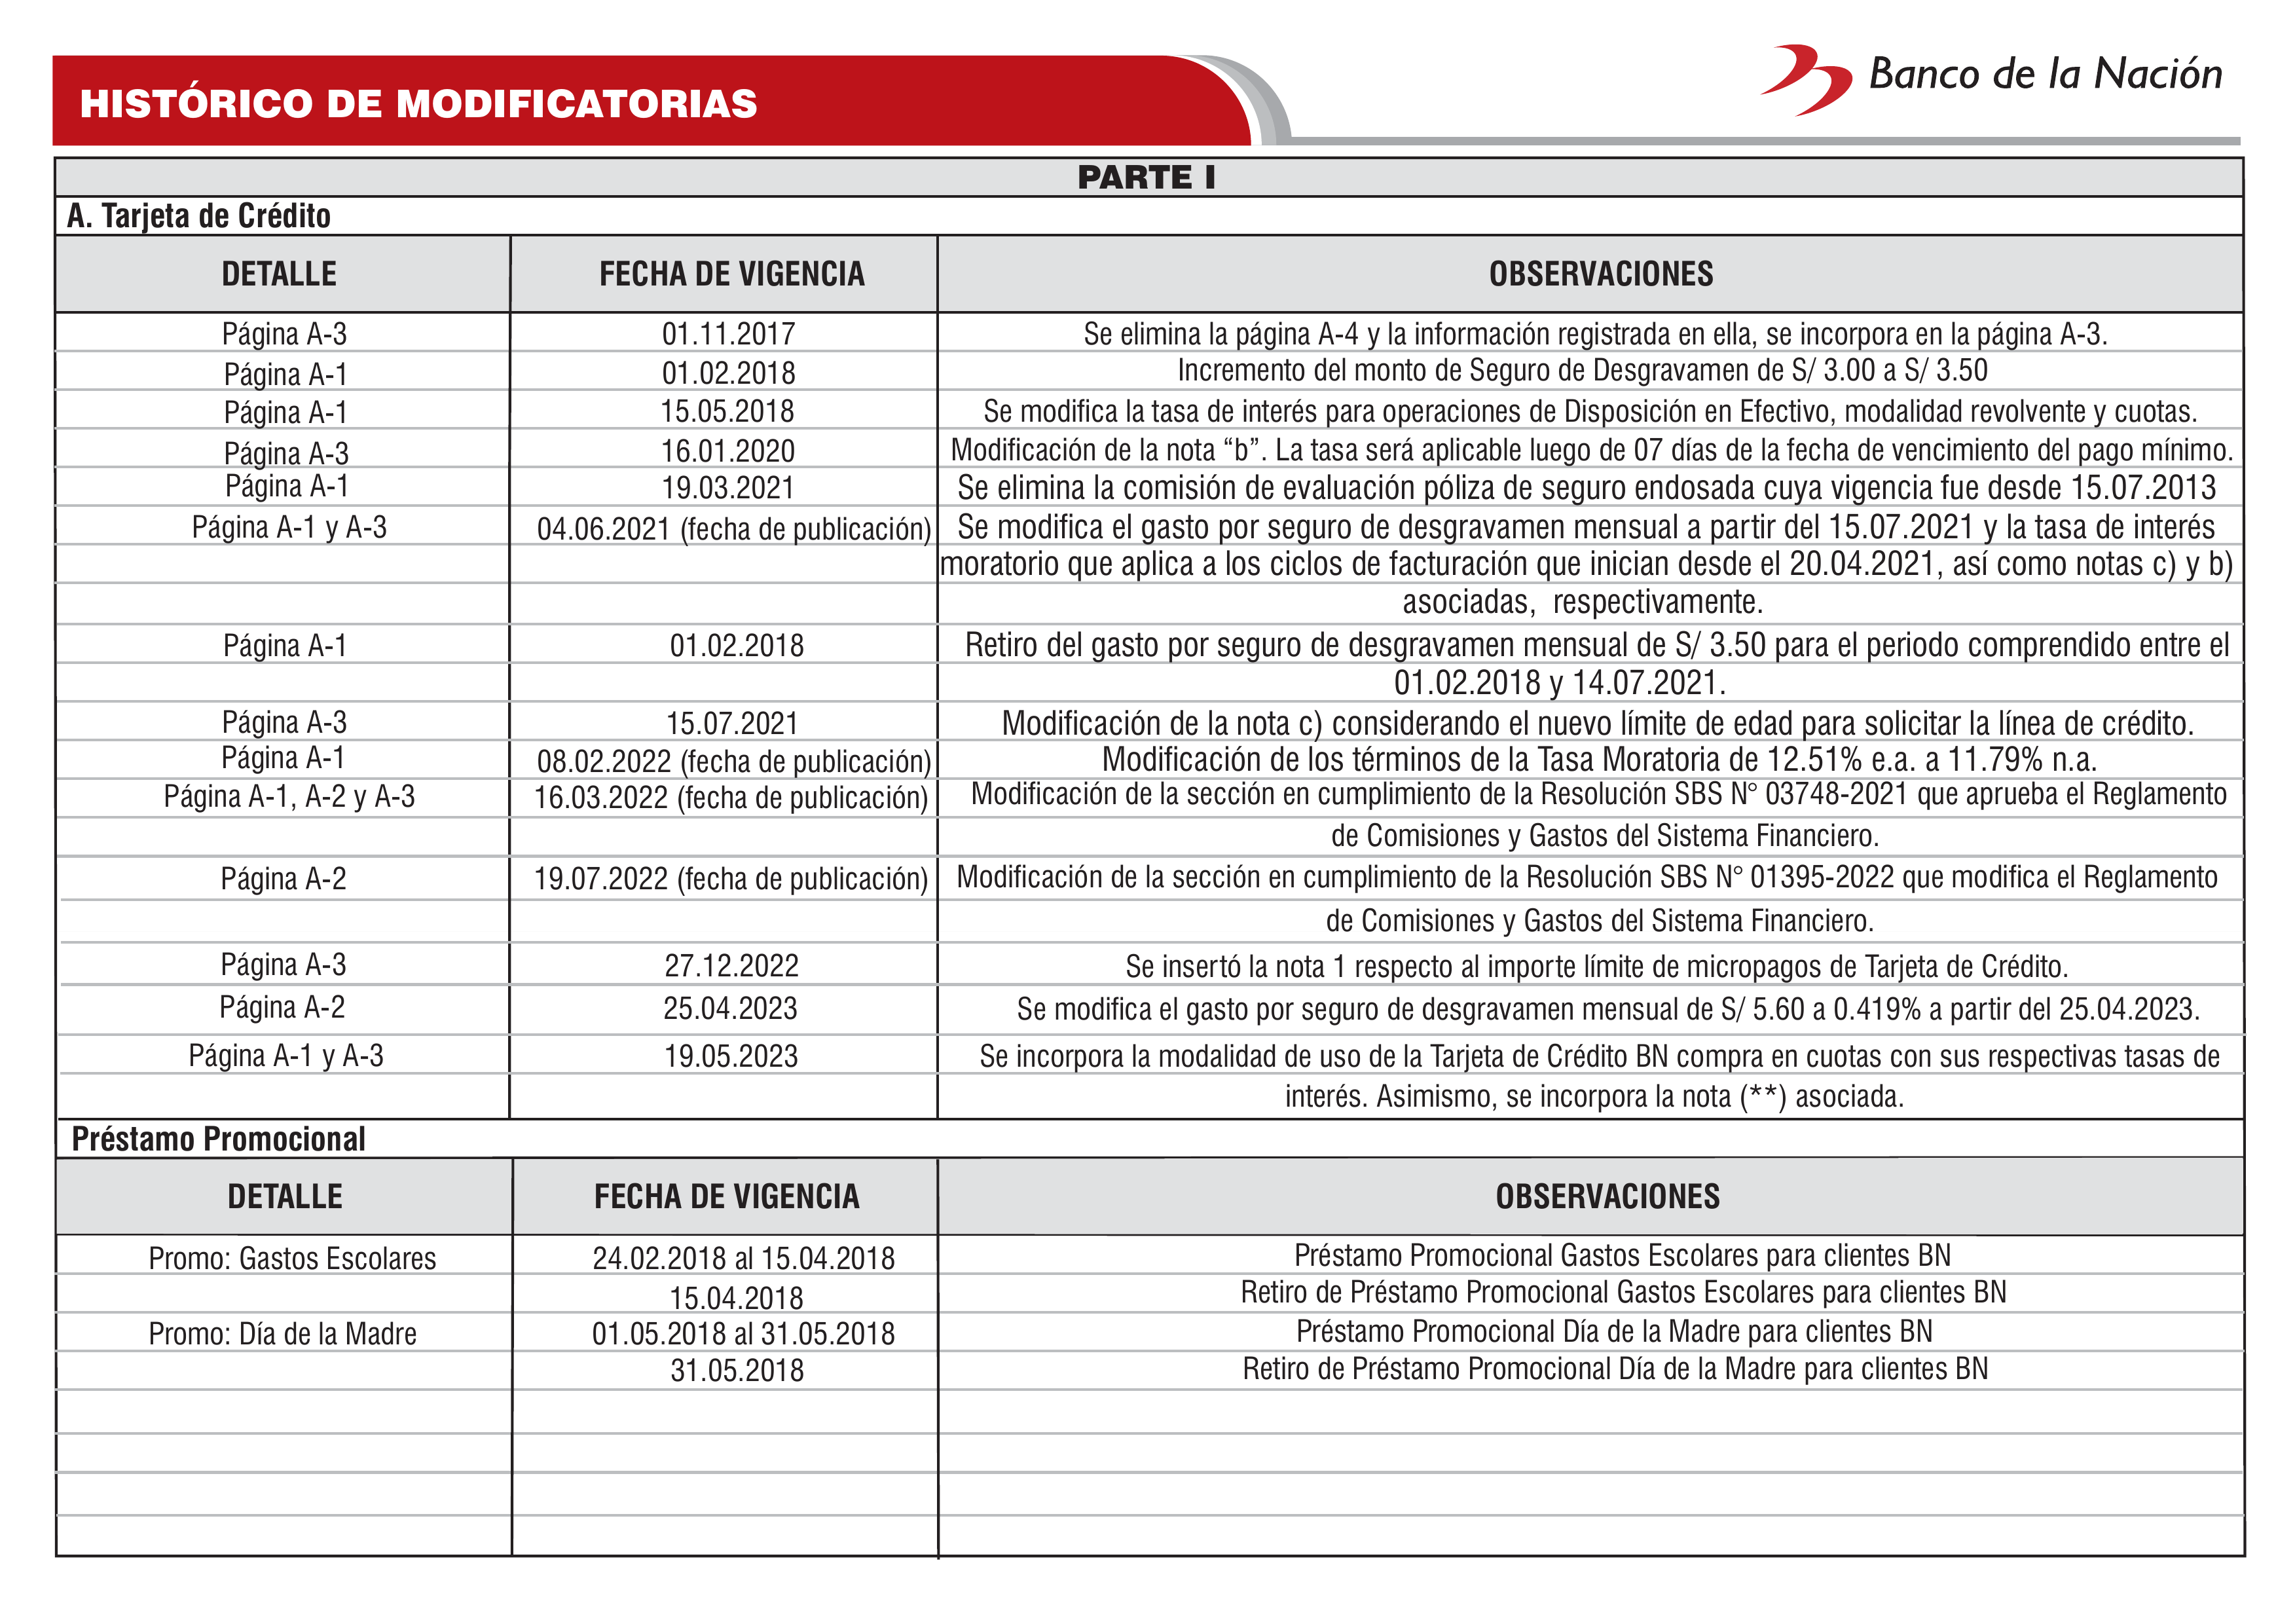 HISTÓRICO DE MODIFICATORIAS
Banco de la Nación
PARTE I
A. Tarjeta de Crédito
DETALLE FECHA DE VIGENCIA OBSERVACIONES
Página A-3 01.11.2017 Se elimina la página A-4 y la información registrada en ella, se incorpora en la página A-3.
Página A-1 01.02.2018 Incremento del monto de Seguro de Desgravamen de S/ 3.00 a S/ 3.50
Página A-1 15.05.2018 Se modifica la tasa de interés para operaciones de Disposición en Efectivo, modalidad revolvente y cuotas.
Página A-3 16.01.2020 Modificación de la nota “b”. La tasa será aplicable luego de 07 días de la fecha de vencimiento del pago mínimo.
Página A-1 19.03.2021 Se elimina la comisión de evaluación póliza de seguro endosada cuya vigencia fue desde 15.07.2013
Página A-1 y A-3 04.06.2021 (fecha de publicación) Se modifica el gasto por seguro de desgravamen mensual a partir del 15.07.2021 y la tasa de interés
moratorio que aplica a los ciclos de facturación que inician desde el 20.04.2021, así como notas c) y b)
asociadas, respectivamente.
Página A-1 01.02.2018 Retiro del gasto por seguro de desgravamen mensual de S/ 3.50 para el periodo comprendido entre el
01.02.2018 y 14.07.2021.
Página A-3 15.07.2021 Modificación de la nota c) considerando el nuevo límite de edad para solicitar la línea de crédito.
Página A-1 08.02.2022 (fecha de publicación) Modificación de los términos de la Tasa Moratoria de 12.51% e.a. a 11.79% n.a.
Página A-1, A-2 y A-3 16.03.2022 (fecha de publicación) Modificación de la sección en cumplimiento de la Resolución SBS N° 03748-2021 que aprueba el Reglamento
de Comisiones y Gastos del Sistema Financiero.
Página A-2 19.07.2022 (fecha de publicación) Modificación de la sección en cumplimiento de la Resolución SBS N° 01395-2022 que modifica el Reglamento
de Comisiones y Gastos del Sistema Financiero.
Página A-3 27.12.2022 Se insertó la nota 1 respecto al importe límite de micropagos de Tarjeta de Crédito.
Página A-2 25.04.2023 Se modifica el gasto por seguro de desgravamen mensual de S/ 5.60 a 0.419% a partir del 25.04.2023.
Página A-1 y A-3 19.05.2023 Se incorpora la modalidad de uso de la Tarjeta de Crédito BN compra en cuotas con sus respectivas tasas de
interés. Asimismo, se incorpora la nota (**) asociada.
Préstamo Promocional
DETALLE FECHA DE VIGENCIA OBSERVACIONES
Promo: Gastos Escolares 24.02.2018 al 15.04.2018 Préstamo Promocional Gastos Escolares para clientes BN
15.04.2018 Retiro de Préstamo Promocional Gastos Escolares para clientes BN
Promo: Día de la Madre 01.05.2018 al 31.05.2018 Préstamo Promocional Día de la Madre para clientes BN
31.05.2018 Retiro de Préstamo Promocional Día de la Madre para clientes BN